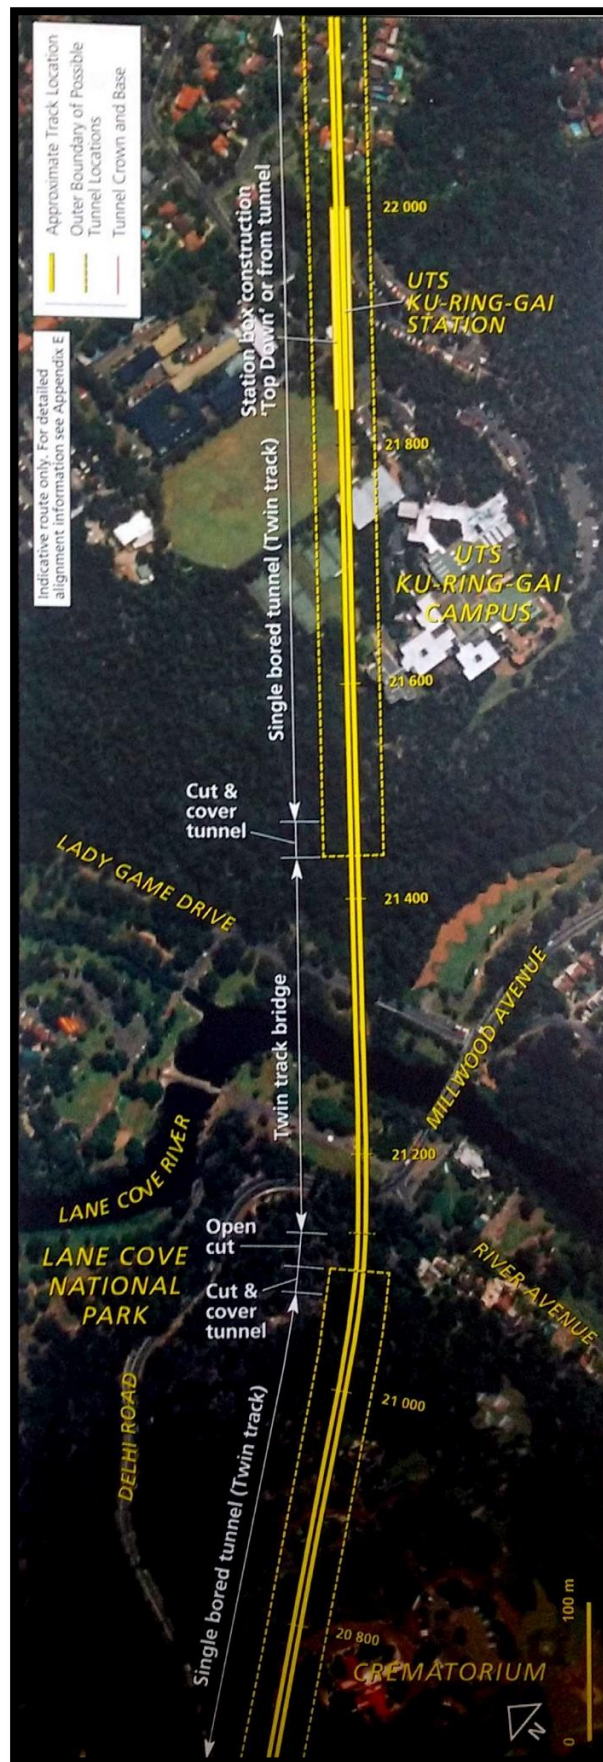 Approximate Track Location
Outer Boundary of Possible
Tunnel Locations
Tunnel Crown and Base
Indicative route only. For detailed
alignment information see Appendix E
22 000
Station box construction
'Top Down' or from tunnel
UTS
KU-RING-GAI
STATION
21 800
Single bored tunnel (Twin track)
UTS
KU-RING-GAI
CAMPUS
21 600
Cut &
cover
tunnel
LADY GAME DRIVE
21 400
MILLWOOD AVENUE
Twin track bridge
21 200
LANE COVE RIVER
Open
cut
LANE COVE
NATIONAL
PARK
RIVER AVENUE
Cut &
cover
tunnel
21 000
DELHI ROAD
Single bored tunnel (Twin track)
20 800
CREMATORIUM
N
0
100 m